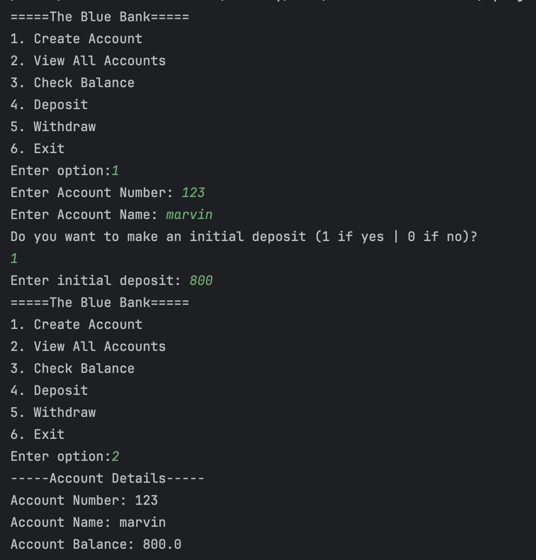 =====The Blue Bank=====
1. Create Account
2. View All Accounts
3. Check Balance
4. Deposit
5. Withdraw
6. Exit
Enter option:1
Enter Account Number: 123
Enter Account Name: marvin
Do you want to make an initial deposit (1 if yes | 0 if no)?
1
Enter initial deposit: 800
=====The Blue Bank=====
1. Create Account
2. View All Accounts
3. Check Balance
4. Deposit
5. Withdraw
6. Exit
Enter option:2
-----Account Details-----
Account Number: 123
Account Name: marvin
Account Balance: 800.0